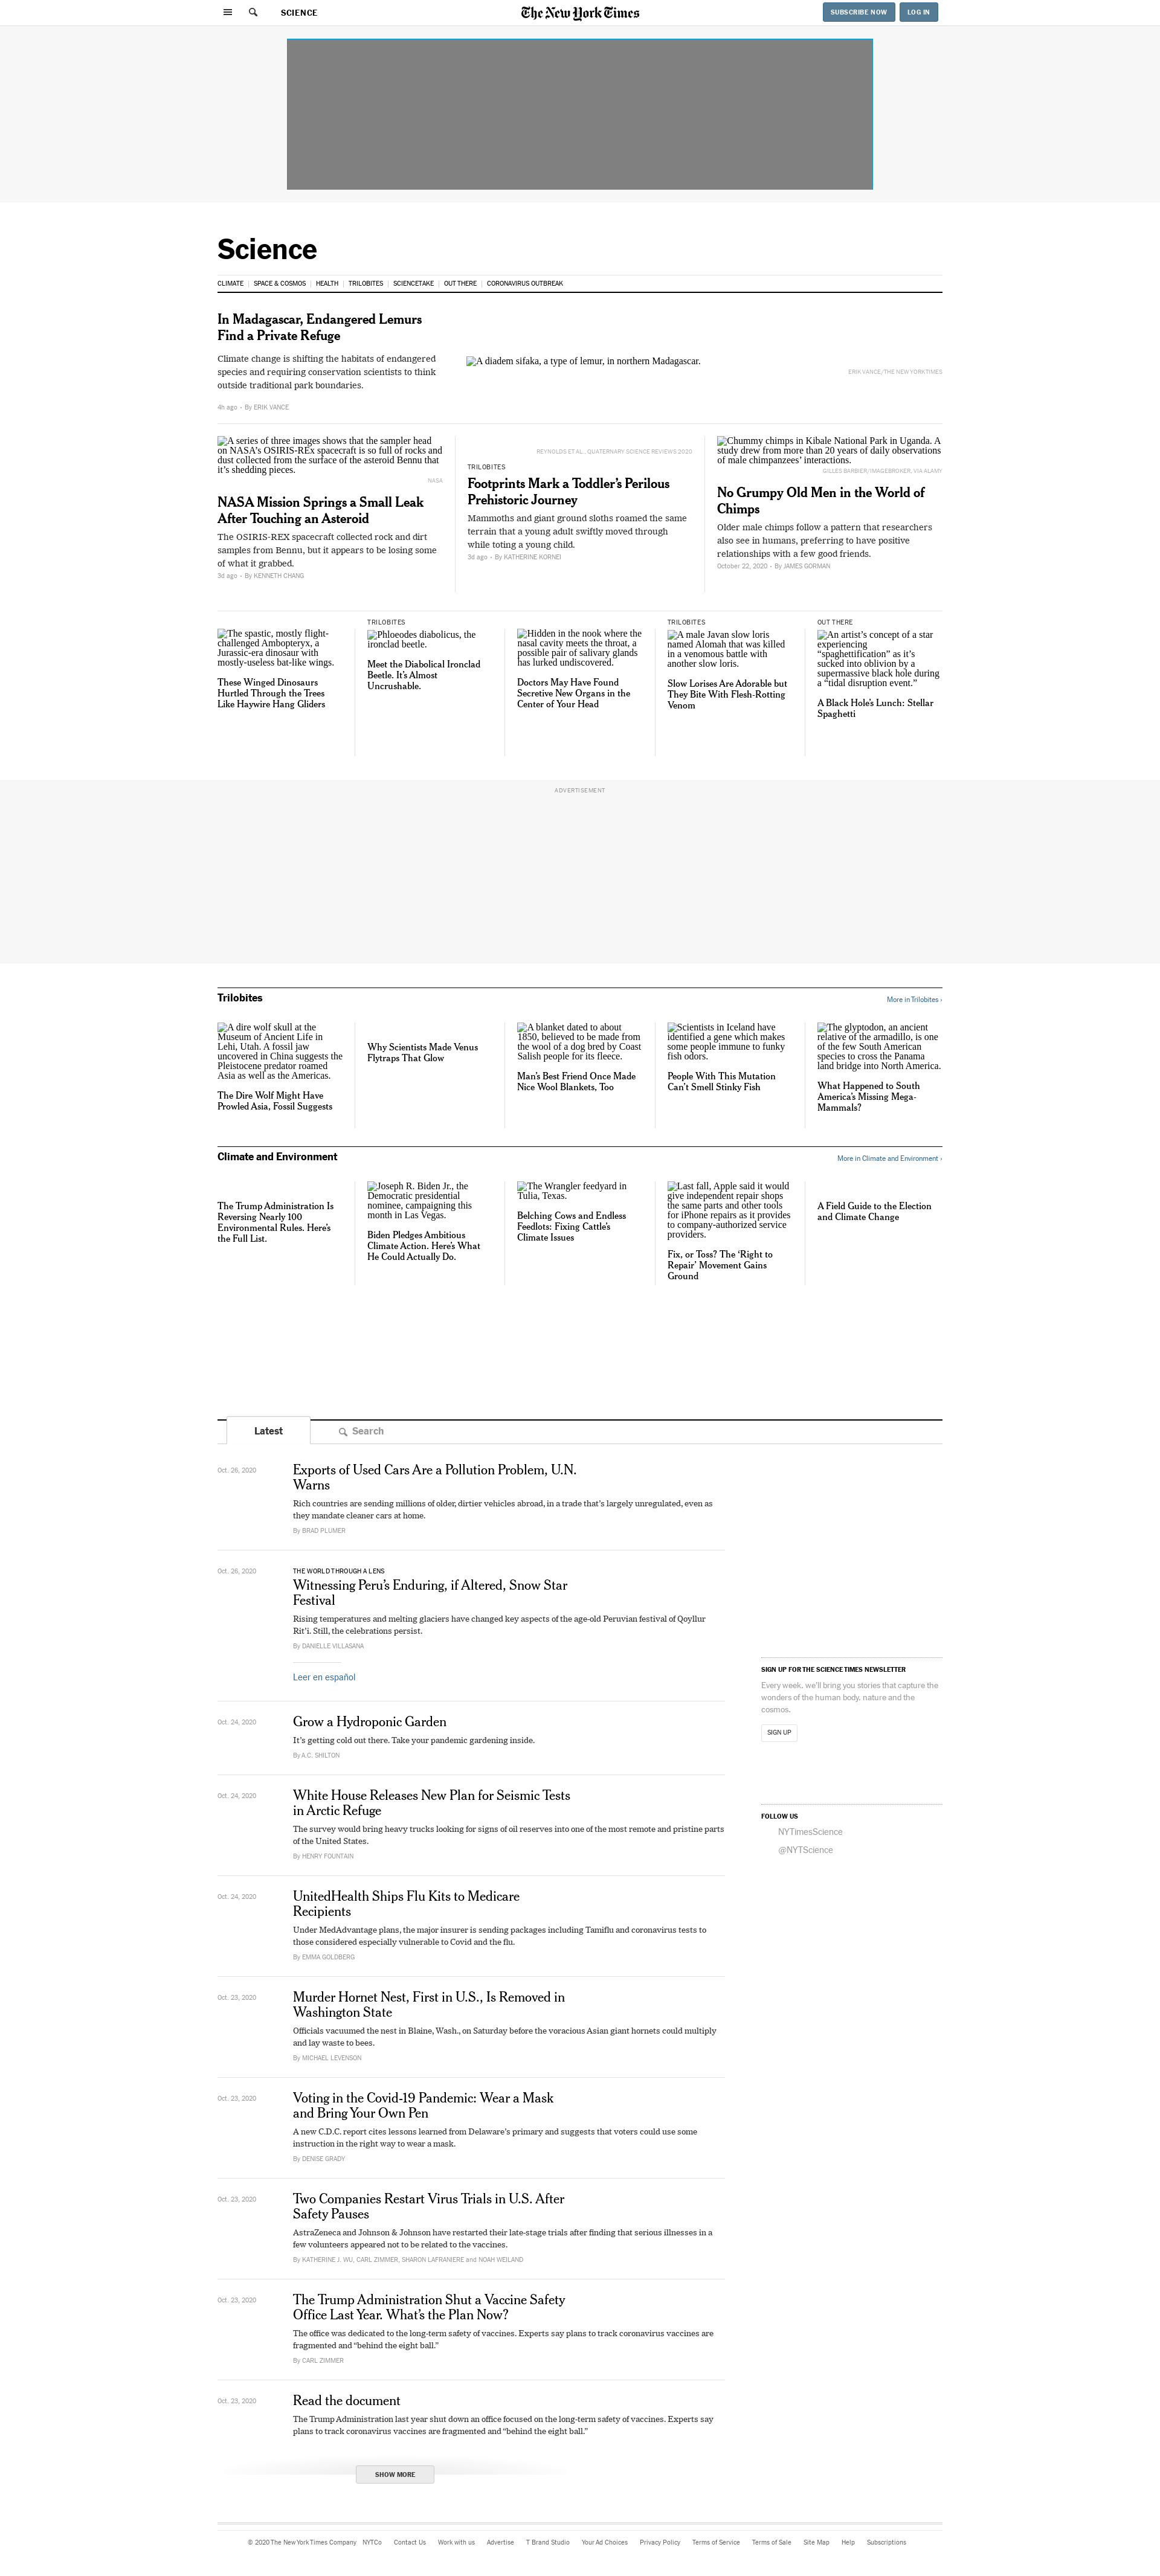 SCIENCE
The New York Times
SUBSCRIBE NOW
LOG IN
Science
CLIMATE
SPACE & COSMOS
HEALTH
TRILOBITES
SCIENCETAKE
OUT THERE
CORONAVIRUS OUTBREAK
In Madagascar, Endangered Lemurs
Find a Private Refuge
Climate change is shifting the habitats of endangered
species and requiring conservation scientists to think
outside traditional park boundaries.
4h ago - By ERIK VANCE
A diadem sifaka, a type of lemur, in northern Madagascar.
ERIK VANCE/THE NEW YORK TIMES
A series of three images shows that the sampler head
on NASA's OSIRIS-REx spacecraft is so full of rocks and
dust collected from the surface of the asteroid Bennu that
it's shedding pieces.
NASA
NASA Mission Springs a Small Leak
After Touching an Asteroid
The OSIRIS-REX spacecraft collected rock and dirt
samples from Bennu, but it appears to be losing some
of what it grabbed.
3d ago - By KENNETH CHANG
REYNOLDS ET AL., QUATERNARY SCIENCE REVIEWS 2020
TRILOBITES
Footprints Mark a Toddler's Perilous
Prehistoric Journey
Mammoths and giant ground sloths roamed the same
terrain that a young adult swiftly moved through
while toting a young child.
3d ago - By KATHERINE KORNEI
Chummy chimps in Kibale National Park in Uganda. A
study drew from more than 20 years of daily observations
of male chimpanzees' interactions.
GILLES BARBIER/IMAGEBROKER, VIA ALAMY
No Grumpy Old Men in the World of
Chimps
Older male chimps follow a pattern that researchers
also see in humans, preferring to have positive
relationships with a few good friends.
October 22, 2020 - By JAMES GORMAN
The spastic, mostly flight-
challenged Ambopteryx, a
Jurassic-era dinosaur with
mostly-useless bat-like wings.
These Winged Dinosaurs
Hurtled Through the Trees
Like Haywire Hang Gliders
TRILOBITES
Phloeodes diabolicus, the
ironclad beetle.
Meet the Diabolical Ironclad
Beetle. It's Almost
Uncrushable.
Hidden in the nook where the
nasal cavity meets the throat, a
possible pair of salivary glands
has lurked undiscovered.
Doctors May Have Found
Secretive New Organs in the
Center of Your Head
TRILOBITES
A male Javan slow loris
named Alomah that was killed
in a venomous battle with
another slow loris.
Slow Lorises Are Adorable but
They Bite With Flesh-Rotting
Venom
OUT THERE
An artist's concept of a star
experiencing
“spaghettification” as it's
sucked into oblivion by a
supermassive black hole during
a “tidal disruption event.”
A Black Hole's Lunch: Stellar
Spaghetti
ADVERTISEMENT
Trilobites
More in Trilobites ›
A dire wolf skull at the
Museum of Ancient Life in
Lehi, Utah. A fossil jaw
uncovered in China suggests the
Pleistocene predator roamed
Asia as well as the Americas.
The Dire Wolf Might Have
Prowled Asia, Fossil Suggests
Why Scientists Made Venus
Flytraps That Glow
A blanket dated to about
1850, believed to be made from
the wool of a dog bred by Coast
Salish people for its fleece.
Man's Best Friend Once Made
Nice Wool Blankets, Too
Scientists in Iceland have
identified a gene which makes
some people immune to funky
fish odors.
People With This Mutation
Can't Smell Stinky Fish
The glyptodon, an ancient
relative of the armadillo, is one
of the few South American
species to cross the Panama
land bridge into North America.
What Happened to South
America's Missing Mega-
Mammals?
Climate and Environment
More in Climate and Environment ›
The Trump Administration Is
Reversing Nearly 100
Environmental Rules. Here's
the Full List.
Joseph R. Biden Jr., the
Democratic presidential
nominee, campaigning this
month in Las Vegas.
Biden Pledges Ambitious
Climate Action. Here's What
He Could Actually Do.
The Wrangler feedyard in
Tulia, Texas.
Belching Cows and Endless
Feedlots: Fixing Cattle's
Climate Issues
Last fall, Apple said it would
give independent repair shops
the same parts and other tools
for iPhone repairs as it provides
to company-authorized service
providers.
Fix, or Toss? The ‘Right to
Repair’ Movement Gains
Ground
A Field Guide to the Election
and Climate Change
Latest
Search
Oct. 26, 2020
Exports of Used Cars Are a Pollution Problem, U.N.
Warns
Rich countries are sending millions of older, dirtier vehicles abroad, in a trade that's largely unregulated, even as
they mandate cleaner cars at home.
By BRAD PLUMER
Oct. 26, 2020
THE WORLD THROUGH A LENS
Witnessing Peru's Enduring, if Altered, Snow Star
Festival
Rising temperatures and melting glaciers have changed key aspects of the age-old Peruvian festival of Qoyllur
Rit'i. Still, the celebrations persist.
By DANIELLE VILLASANA
Leer en español
Oct. 24, 2020
Grow a Hydroponic Garden
It's getting cold out there. Take your pandemic gardening inside.
By A.C. SHILTON
Oct. 24, 2020
White House Releases New Plan for Seismic Tests
in Arctic Refuge
The survey would bring heavy trucks looking for signs of oil reserves into one of the most remote and pristine parts
of the United States.
By HENRY FOUNTAIN
Oct. 24, 2020
UnitedHealth Ships Flu Kits to Medicare
Recipients
Under MedAdvantage plans, the major insurer is sending packages including Tamiflu and coronavirus tests to
those considered especially vulnerable to Covid and the flu.
By EMMA GOLDBERG
Oct. 23, 2020
Murder Hornet Nest, First in U.S., Is Removed in
Washington State
Officials vacuumed the nest in Blaine, Wash., on Saturday before the voracious Asian giant hornets could multiply
and lay waste to bees.
By MICHAEL LEVENSON
Oct. 23, 2020
Voting in the Covid-19 Pandemic: Wear a Mask
and Bring Your Own Pen
A new C.D.C. report cites lessons learned from Delaware's primary and suggests that voters could use some
instruction in the right way to wear a mask.
By DENISE GRADY
Oct. 23, 2020
Two Companies Restart Virus Trials in U.S. After
Safety Pauses
AstraZeneca and Johnson & Johnson have restarted their late-stage trials after finding that serious illnesses in a
few volunteers appeared not to be related to the vaccines.
By KATHERINE J. WU, CARL ZIMMER, SHARON LAFRANIERE and NOAH WEILAND
Oct. 23, 2020
The Trump Administration Shut a Vaccine Safety
Office Last Year. What's the Plan Now?
The office was dedicated to the long-term safety of vaccines. Experts say plans to track coronavirus vaccines are
fragmented and “behind the eight ball.”
By CARL ZIMMER
Oct. 23, 2020
Read the document
The Trump Administration last year shut down an office focused on the long-term safety of vaccines. Experts say
plans to track coronavirus vaccines are fragmented and “behind the eight ball.”
SHOW MORE
SIGN UP FOR THE SCIENCE TIMES NEWSLETTER
Every week, we'll bring you stories that capture the
wonders of the human body, nature and the
cosmos.
SIGN UP
FOLLOW US
NYTimesScience
@NYTScience
© 2020 The New York Times Company
NYTCo
Contact Us
Work with us
Advertise
T Brand Studio
Your Ad Choices
Privacy Policy
Terms of Service
Terms of Sale
Site Map
Help
Subscriptions